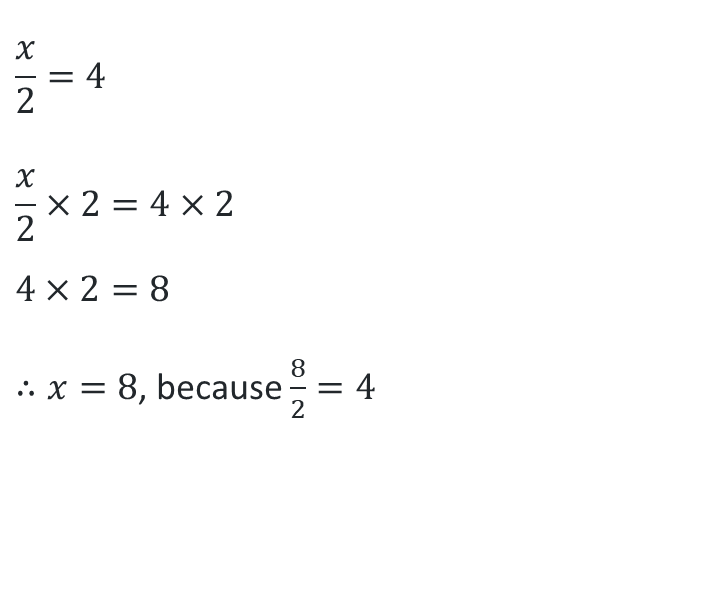 x/2 = 4
x/2 × 2 = 4 × 2
4 × 2 = 8
∴ x = 8, because 8/2 = 4